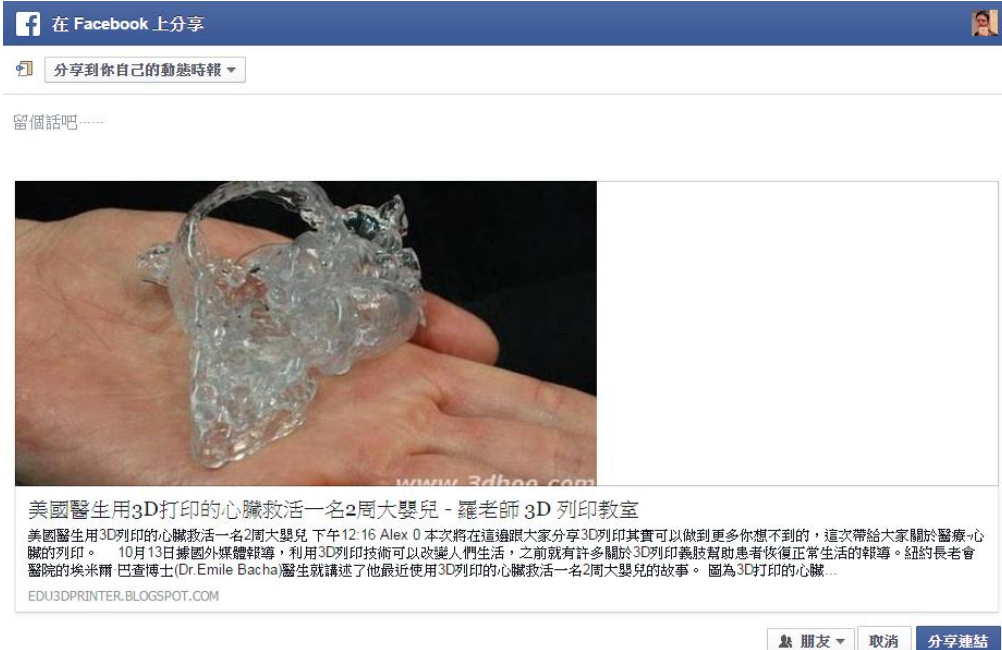 在 Facebook 上分享
分享到你自己的動態時報
留個話吧……
www.3dhoo.com
美國醫生用3D打印的心臟救活一名2周大嬰兒 - 羅老師 3D 列印教室
美國醫生用3D列印的心臟救活一名2周大嬰兒 下午12:16 Alex 0 本次將在這邊跟大家分享3D列印其實可以做到更多你想不到的，這次帶給大家關於醫療-心
臟的列印。 10月13日據國外媒體報導，利用3D列印技術可以改變人們生活，之前就有許多關於3D列印義肢幫助患者恢復正常生活的報導。紐約長老會
醫院的埃米爾·巴查博士(Dr.Emile Bacha)醫生就講述了他最近使用3D列印的心臟救活一名2周大嬰兒的故事。 圖為3D打印的心臟...
EDU3DPRINTER.BLOGSPOT.COM
朋友
取消
分享連結